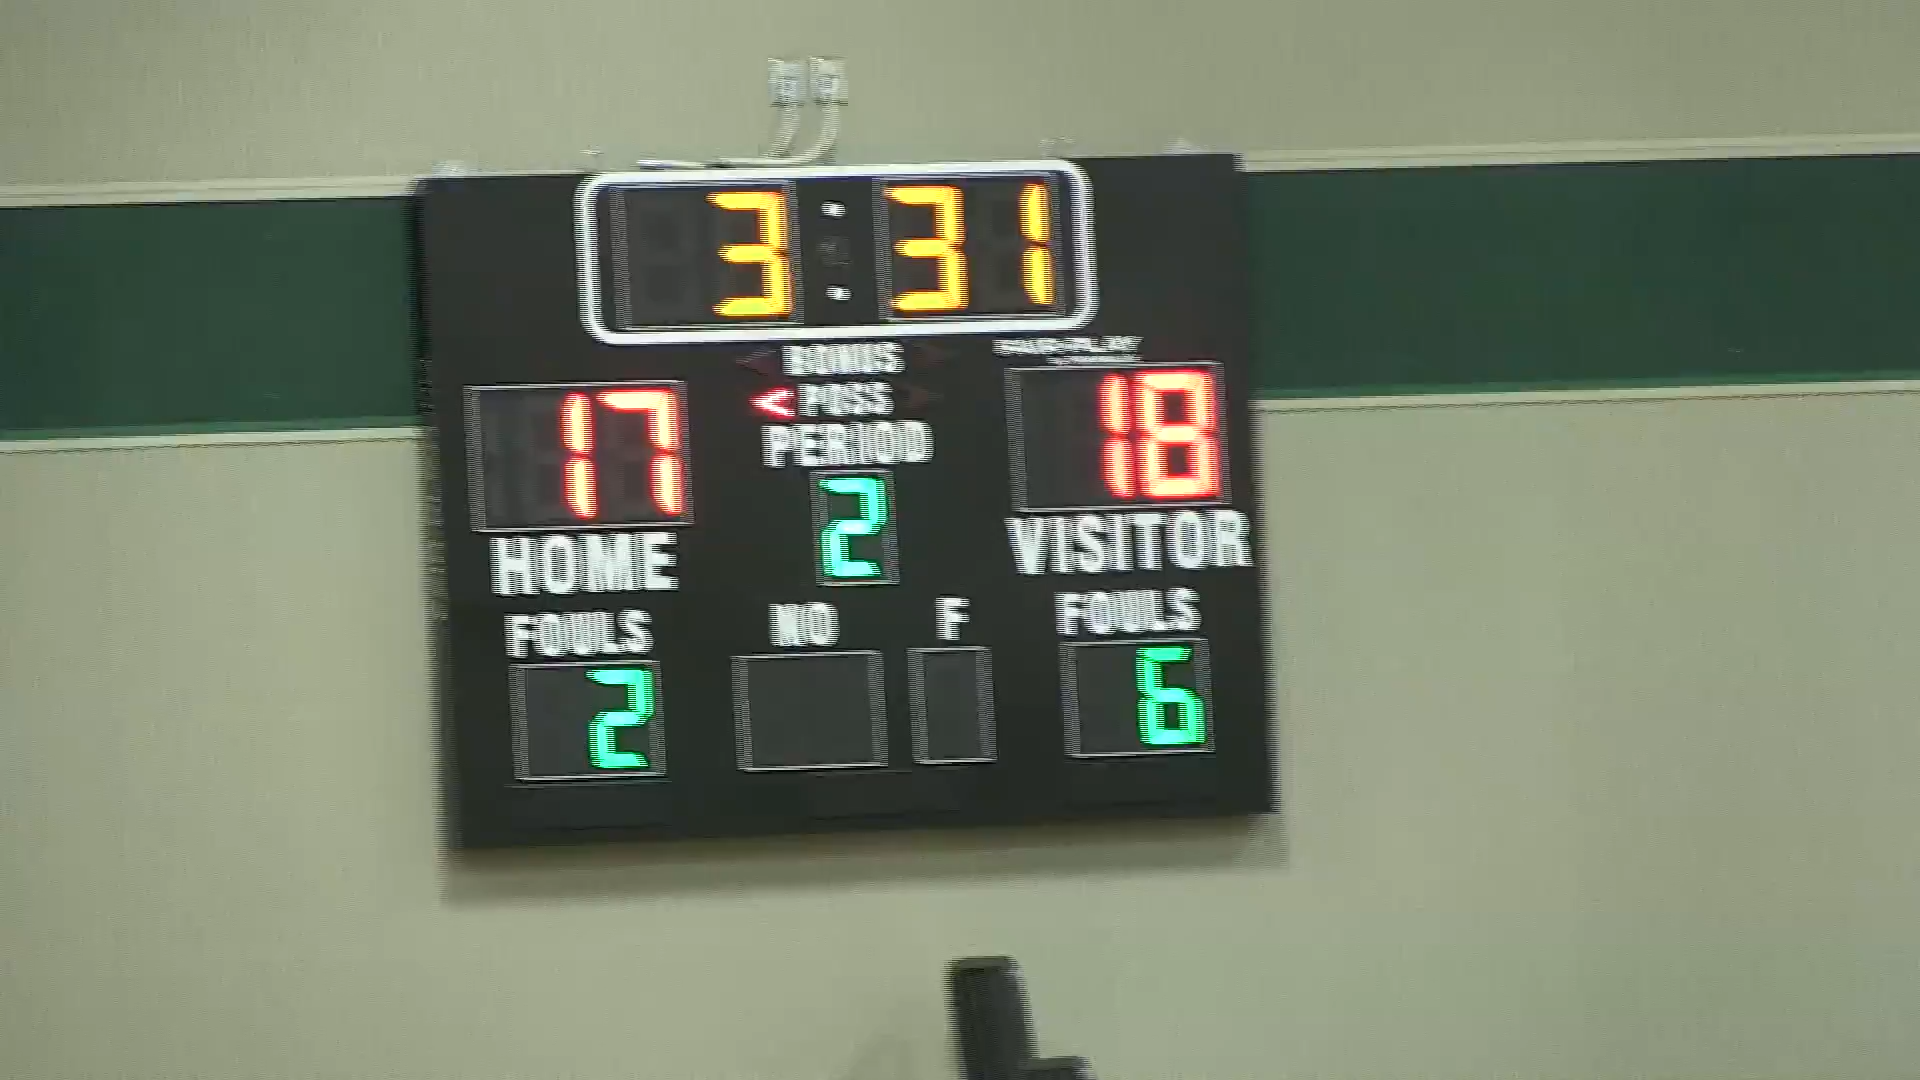 3:31
BONUS
< POSS
17 18
PERIOD
2
HOME VISITOR
FOULS NO F FOULS
2 6